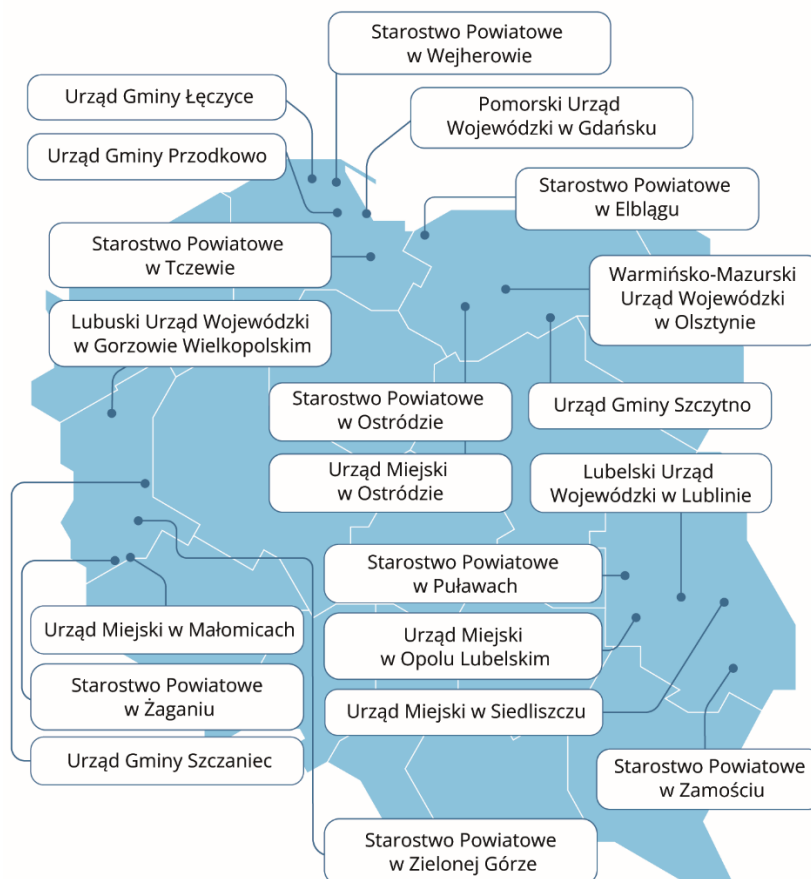 Starostwo Powiatowe
w Wejherowie
Urząd Gminy Łęczyce
Pomorski Urząd
Wojewódzki w Gdańsku
Urząd Gminy Przodkowo
Starostwo Powiatowe
w Elblągu
Starostwo Powiatowe
w Tczewie
Warmińsko-Mazurski
Urząd Wojewódzki
w Olsztynie
Lubuski Urząd Wojewódzki
w Gorzowie Wielkopolskim
Starostwo Powiatowe
w Ostródzie
Urząd Gminy Szczytno
Urząd Miejski
w Ostródzie
Lubelski Urząd
Wojewódzki w Lublinie
Starostwo Powiatowe
w Puławach
Urząd Miejski w Małomicach
Urząd Miejski
w Opolu Lubelskim
Starostwo Powiatowe
w Żaganiu
Urząd Miejski w Siedliszczu
Urząd Gminy Szczaniec
Starostwo Powiatowe
w Zamościu
Starostwo Powiatowe
w Zielonej Górze